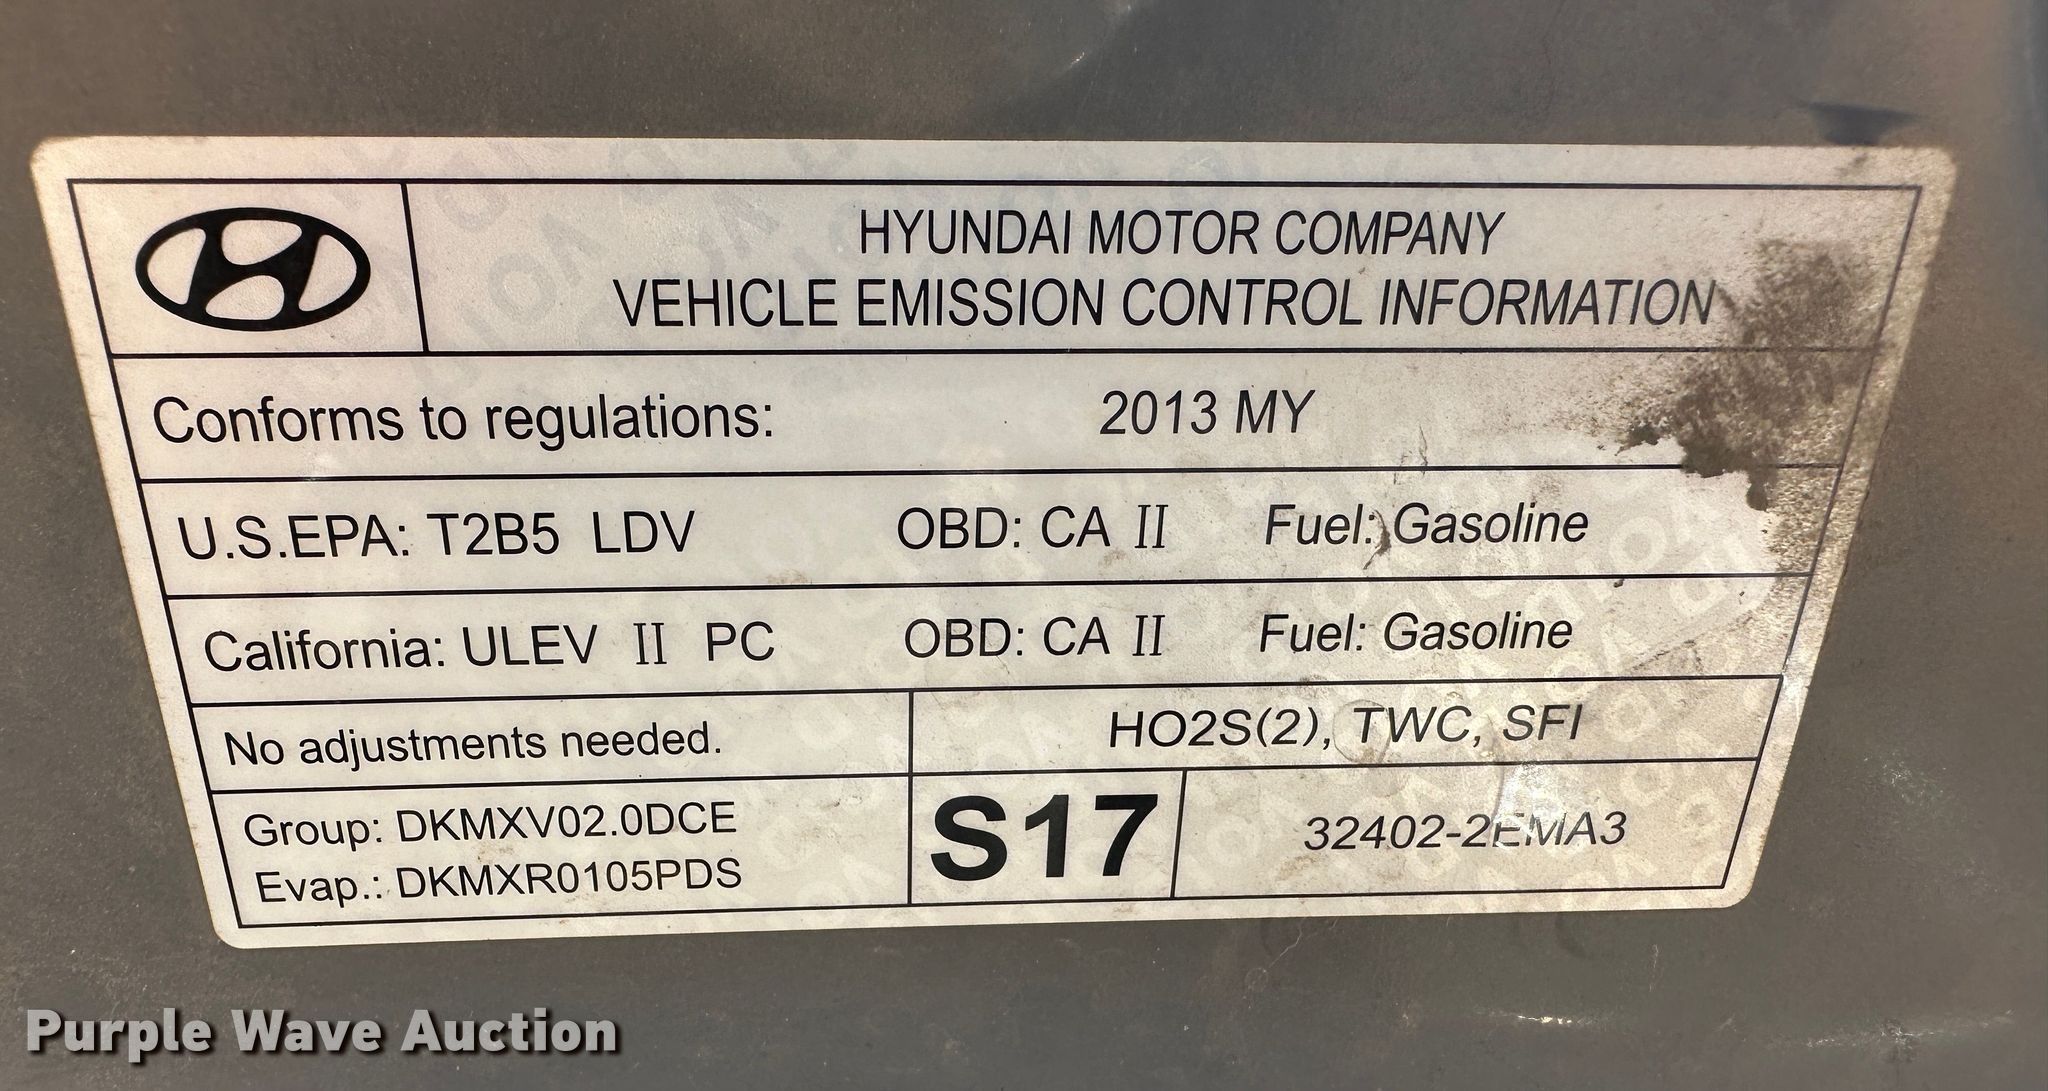 HYUNDAI MOTOR COMPANY
VEHICLE EMISSION CONTROL INFORMATION
Conforms to regulations: 2013 MY
U.S.EPA: T2B5 LDV OBD: CA II Fuel: Gasoline
California: ULEV II PC OBD: CA II Fuel: Gasoline
No adjustments needed.
HO2S(2), TWC, SFI
Group: DKMXV02.0DCE
Evap.: DKMXR0105PDS
S17
32402-2EMA3
Purple Wave Auction